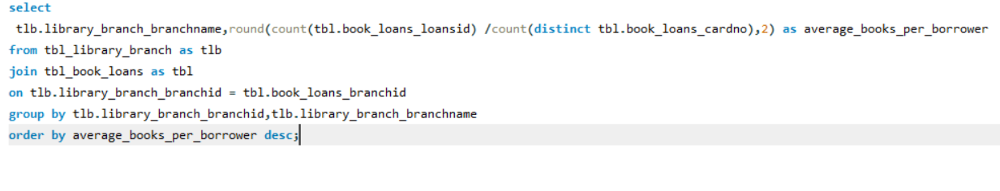 select
tlb.library_branch_branchname,round(count(tbl.book_loans_loansid) /count(distinct tbl.book_loans_cardno),2) as average_books_per_borrower
from tbl_library_branch as tlb
join tbl_book_loans as tbl
on tlb.library_branch_branchid = tbl.book_loans_branchid
group by tlb.library_branch_branchid,tlb.library_branch_branchname
order by average_books_per_borrower desc;